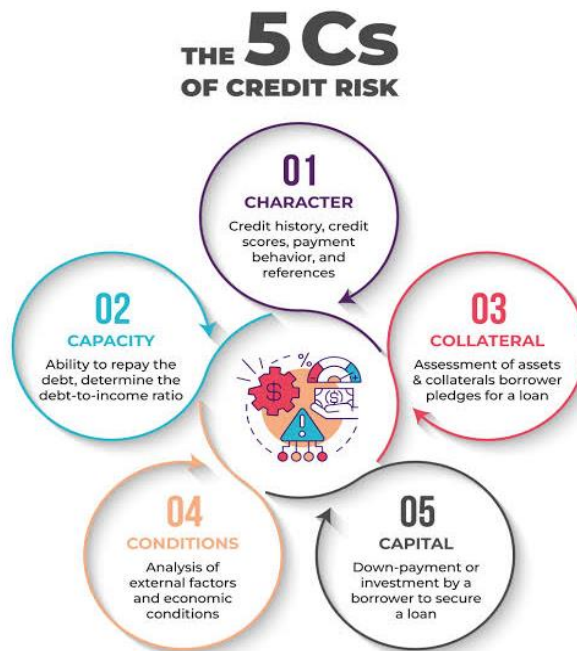 THE 5 Cs
OF CREDIT RISK
01
CHARACTER
Credit history, credit
scores, payment
behavior, and
references
02
CAPACITY
Ability to repay the
debt, determine the
debt-to-income ratio
03
COLLATERAL
Assessment of assets
& collaterals borrower
pledges for a loan
$
%
$
!
04
CONDITIONS
Analysis of
external factors
and economic
conditions
05
CAPITAL
Down-payment or
investment by a
borrower to secure
a loan